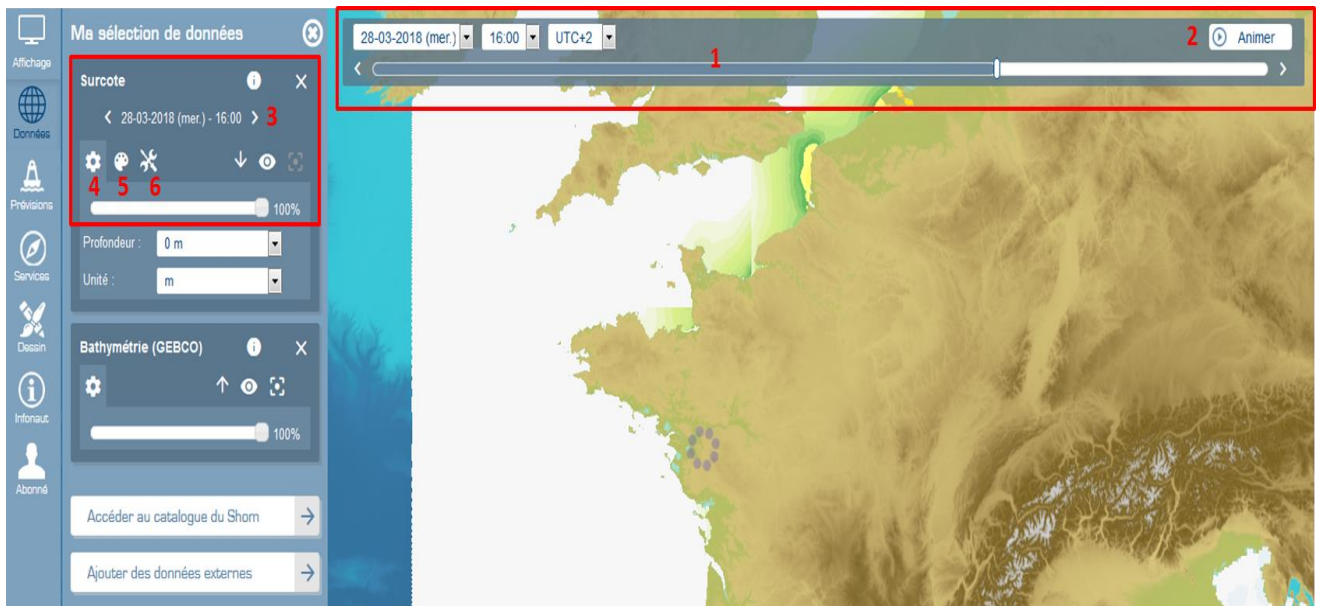 Affichage
Données
Prévisions
Services
Dessin
Infonaut
Abonné
Ma sélection de données
Surcote
28-03-2018 (mer.) - 16:00 3
4 5 6
100%
Profondeur : 0 m
Unité : m
Bathymétrie (GEBCO)
100%
Accéder au catalogue du Shom
Ajouter des données externes
28-03-2018 (mer.) 16:00 UTC+2 2 Animer
1